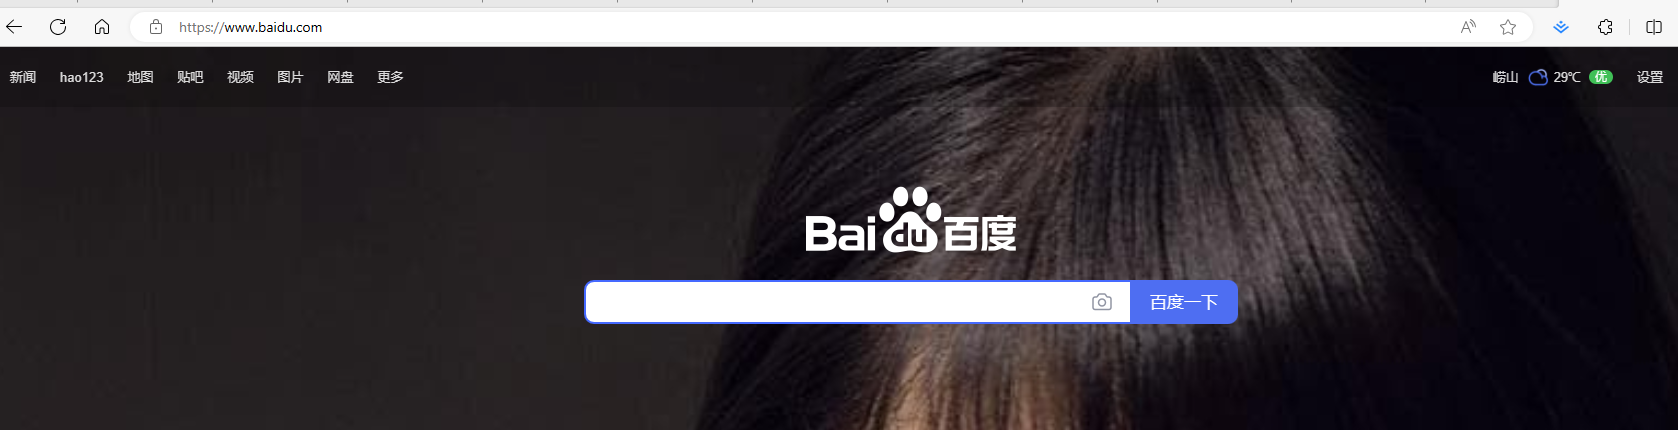 https://www.baidu.com
新闻 hao123 地图 贴吧 视频 图片 网盘 更多 崂山 29℃ 优 设置
Bai du 百度
百度一下